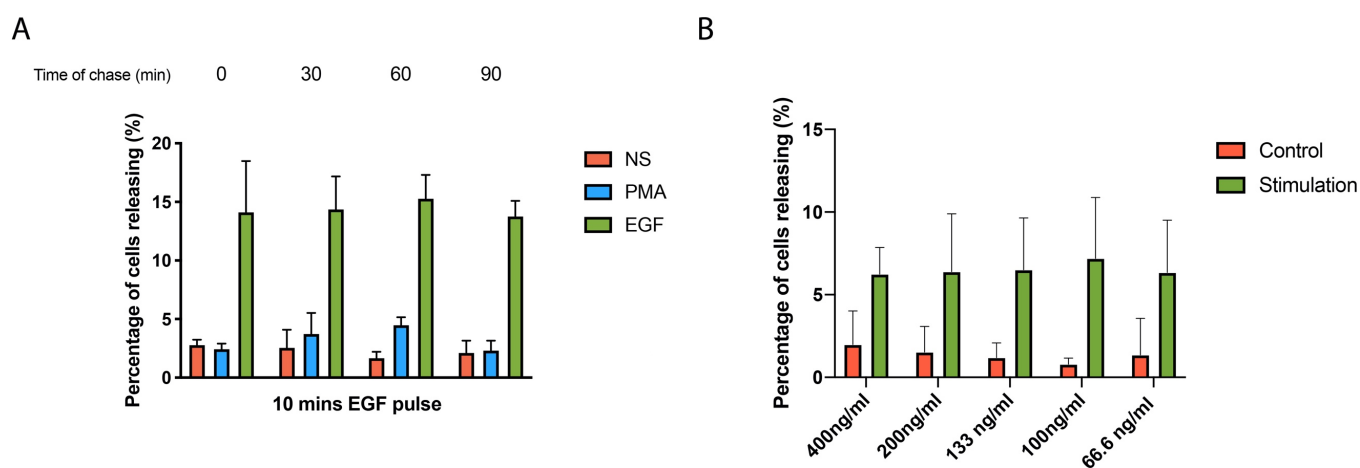 A
Time of chase (min) 0 30 60 90
Percentage of cells releasing (%)
20
15
10
5
0
10 mins EGF pulse
NS
PMA
EGF
B
Percentage of cells releasing (%)
15
10
5
0
400ng/ml
200ng/ml
133 ng/ml
100ng/ml
66.6 ng/ml
Control
Stimulation